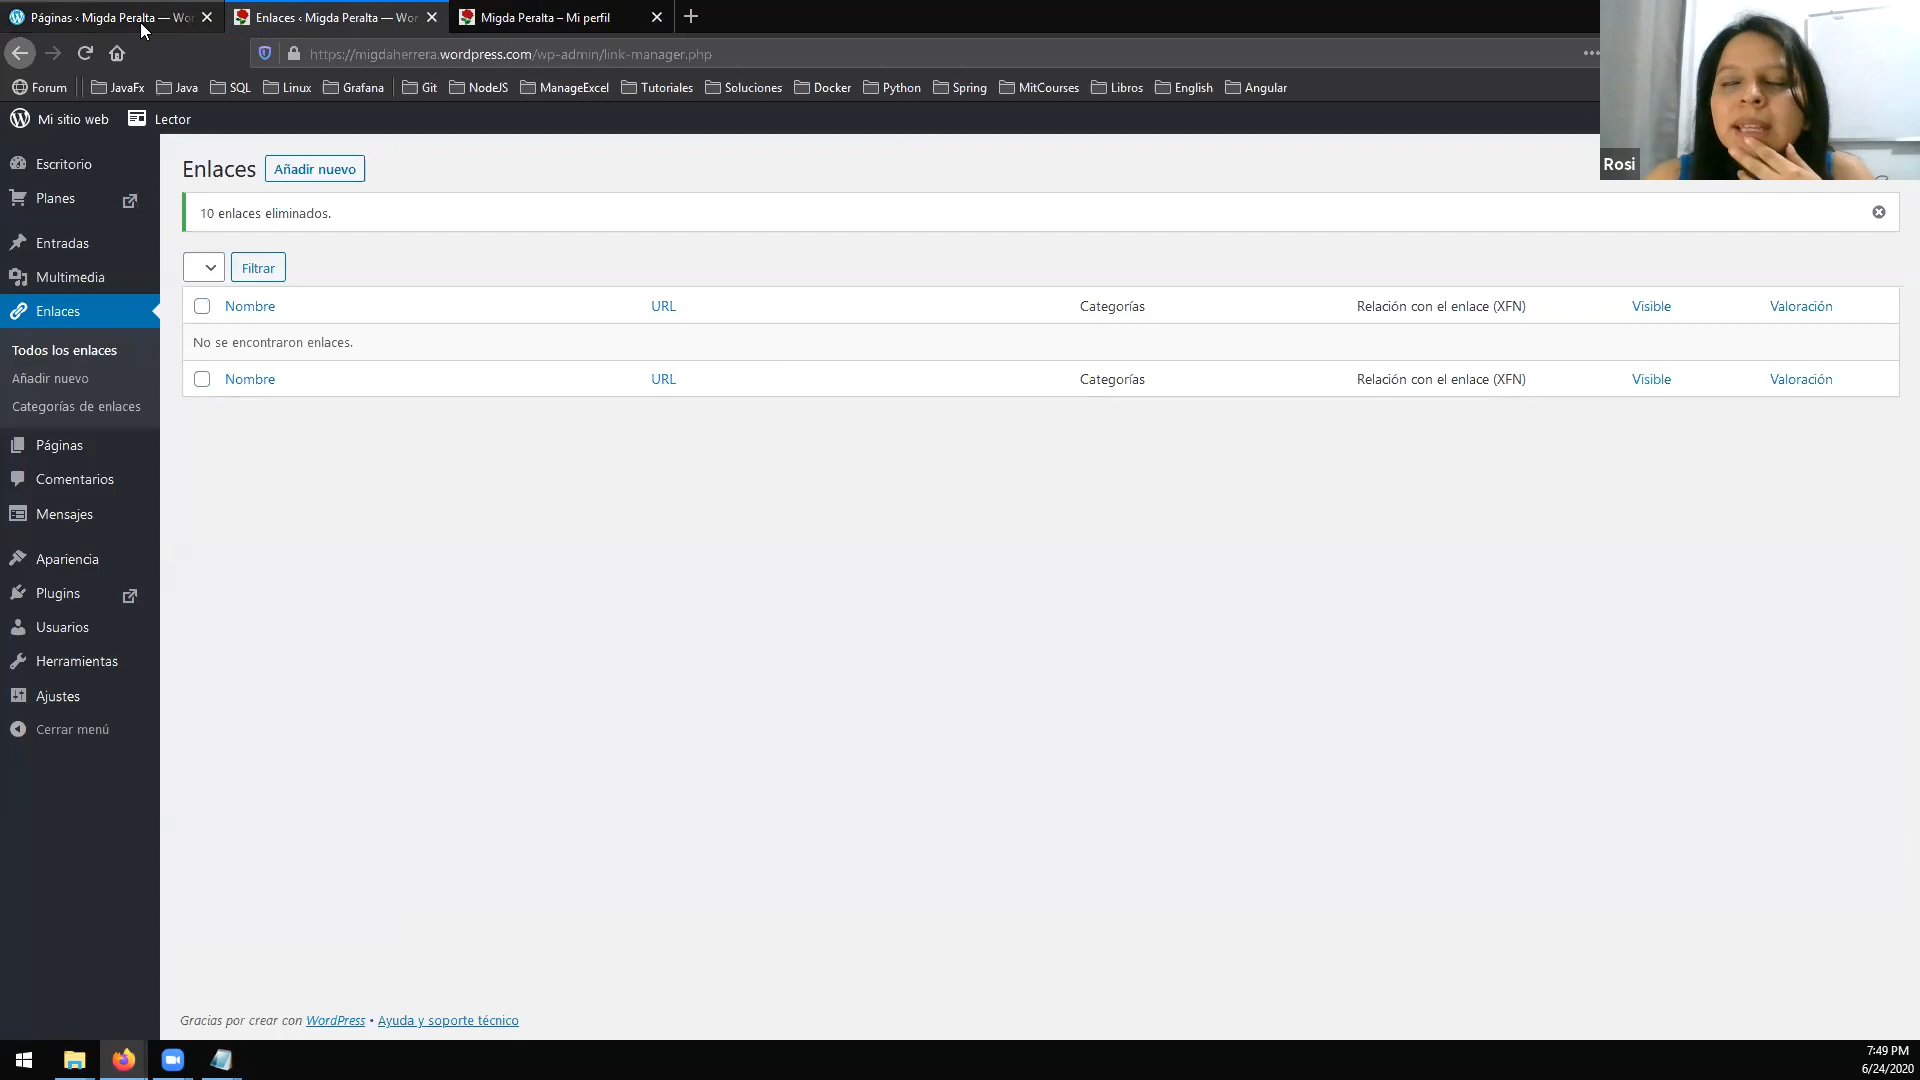 Páginas ‹ Migda Peralta — Wor
Enlaces ‹ Migda Peralta — Wor
Migda Peralta – Mi perfil
https://migdaherrera.wordpress.com/wp-admin/link-manager.php
Forum
JavaFx
Java
SQL
Linux
Grafana
Git
NodeJS
ManageExcel
Tutoriales
Soluciones
Docker
Python
Spring
MitCourses
Libros
English
Angular
Mi sitio web
Lector
Rosi
Escritorio
Planes
Entradas
Multimedia
Enlaces
Todos los enlaces
Añadir nuevo
Categorías de enlaces
Páginas
Comentarios
Mensajes
Apariencia
Plugins
Usuarios
Herramientas
Ajustes
Cerrar menú
Enlaces
Añadir nuevo
10 enlaces eliminados.
Filtrar
Nombre URL Categorías Relación con el enlace (XFN) Visible Valoración
No se encontraron enlaces.
Nombre URL Categorías Relación con el enlace (XFN) Visible Valoración
Gracias por crear con WordPress • Ayuda y soporte técnico
7:49 PM
6/24/2020